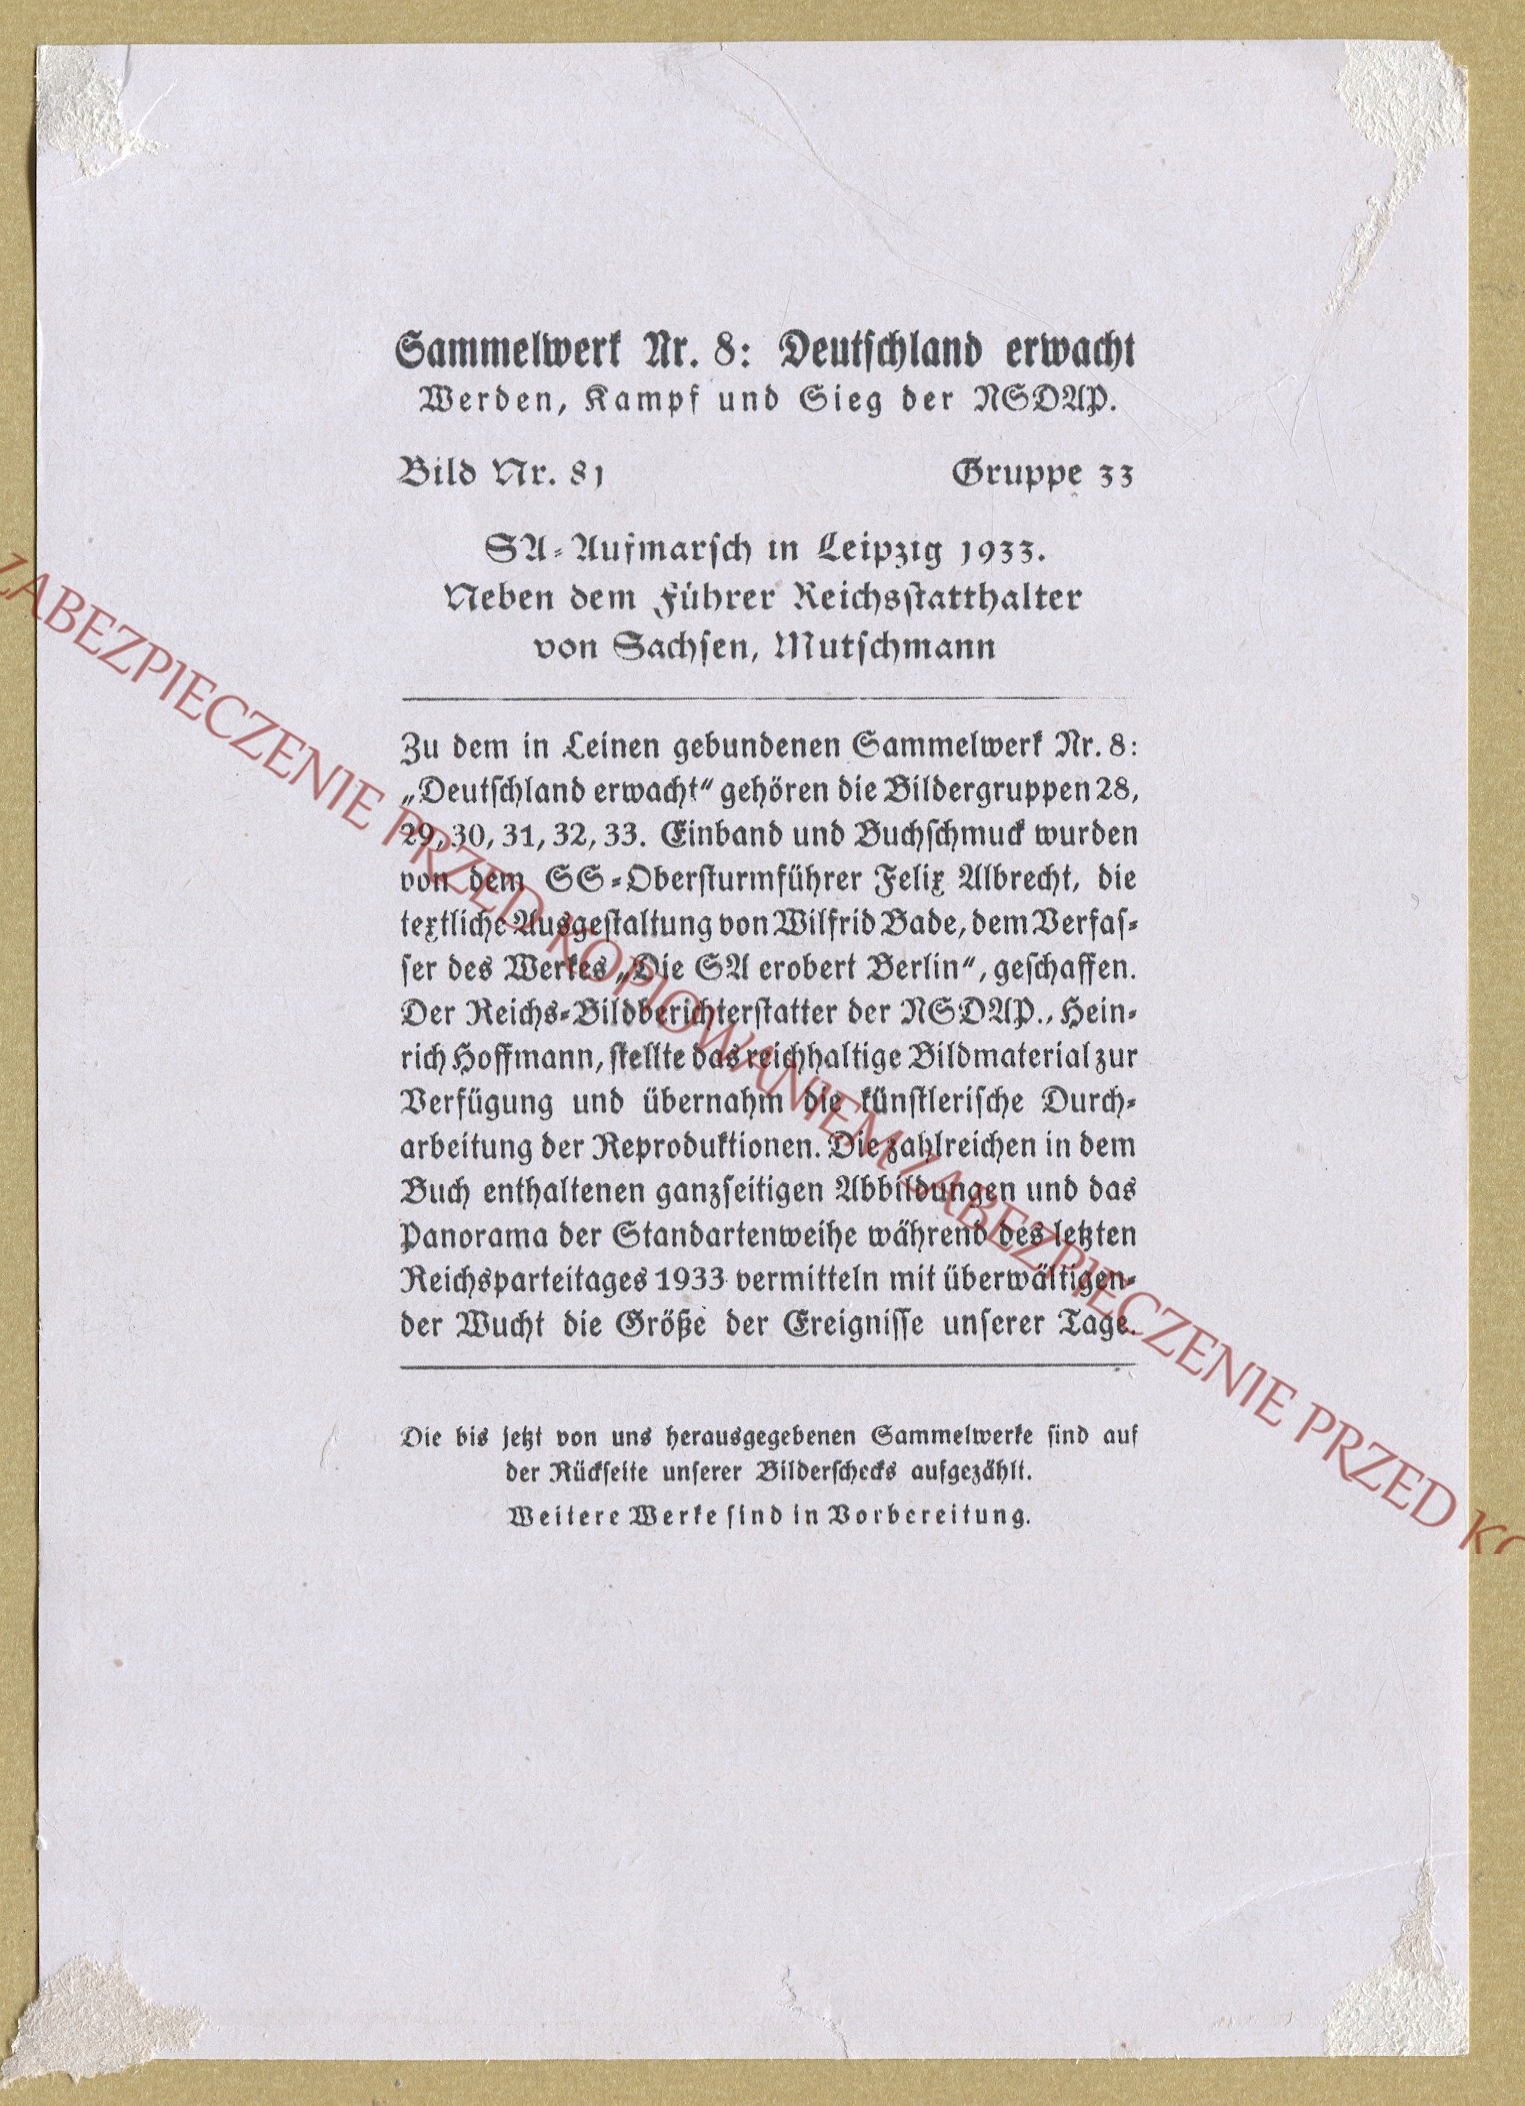 Sammelwerk Nr. 8: Deutschland erwacht
Werden, Kampf und Sieg der NSDAP.
Bild Nr. 81 Gruppe 33
SA-Aufmarsch in Leipzig 1933.
Neben dem Führer Reichsstatthalter
von Sachsen, Mutschmann
Zu dem in Leinen gebundenen Sammelwerk Nr. 8:
„Deutschland erwacht“ gehören die Bildergruppen 28,
29, 30, 31, 32, 33. Einband und Buchschmuck wurden
von dem SS-Obersturmführer Felix Albrecht, die
textliche Ausgestaltung von Wilfrid Bade, dem Verfas-
ser des Werkes „Die SA erobert Berlin“, geschaffen.
Der Reichs-Bildberichterstatter der NSDAP., Hein-
rich Hoffmann, stellte das reichhaltige Bildmaterial zur
Verfügung und übernahm die künstlerische Durch-
arbeitung der Reproduktionen. Die zahlreichen in dem
Buch enthaltenen ganzseitigen Abbildungen und das
Panorama der Standartenweihe während des letzten
Reichsparteitages 1933 vermitteln mit überwältigen-
der Wucht die Größe der Ereignisse unserer Tage.
Die bis jetzt von uns herausgegebenen Sammelwerke sind auf
der Rückseite unserer Bilderschecks aufgezählt.
Weitere Werke sind in Vorbereitung.
ZABEZPIECZENIE PRZED KOPIOWANIEM ZABEZPIECZENIE PRZED KO